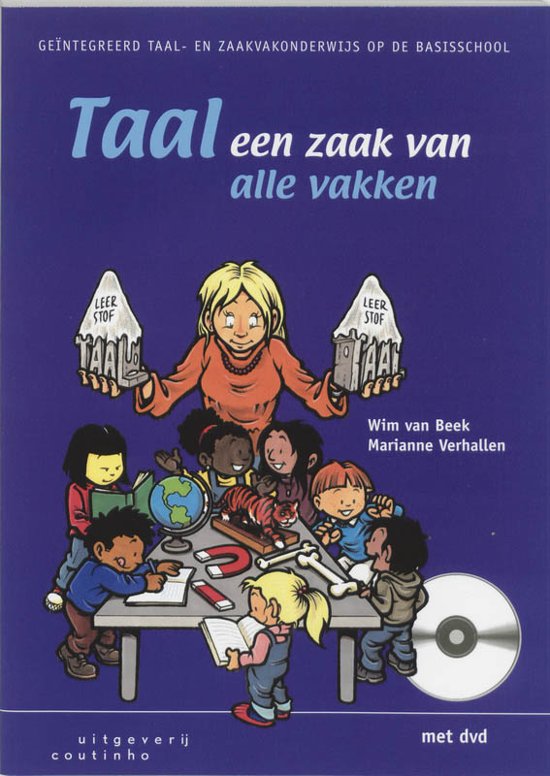 GEÏNTEGREERD TAAL- EN ZAAKVAKONDERWIJS OP DE BASISSCHOOL
Taal een zaak van
alle vakken
LEER
STOF
TAAL
LEER
STOF
TAAL
Wim van Beek
Marianne Verhallen
uitgeverij
coutinho
met dvd